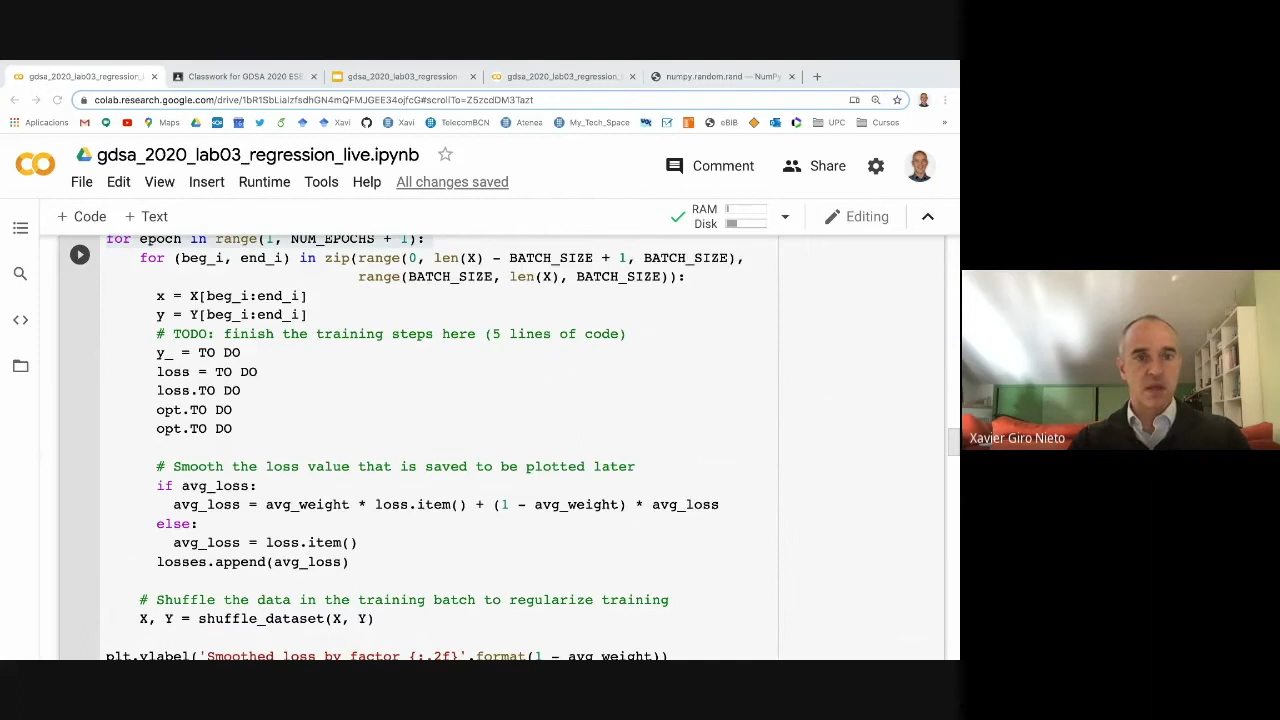 gdsa_2020_lab03_regression_
Classwork for GDSA 2020 ESE
gdsa_2020_lab03_regression
gdsa_2020_lab03_regression_
numpy.random.rand — NumPy
colab.research.google.com/drive/1bR1SbLiaIzfsdhGN4mQFMJGEE34ojfcG#scrollTo=Z5zcdDM3Tazt
Aplicacions
Maps
Xavi
Xavi
TelecomBCN
Atenea
My_Tech_Space
eBIB
UPC
Cursos
»
gdsa_2020_lab03_regression_live.ipynb
Comment
Share
File Edit View Insert Runtime Tools Help All changes saved
+ Code + Text
RAM
Disk
Editing
for epoch in range(1, NUM_EPOCHS + 1):
for (beg_i, end_i) in zip(range(0, len(X) - BATCH_SIZE + 1, BATCH_SIZE),
range(BATCH_SIZE, len(X), BATCH_SIZE)):
x = X[beg_i:end_i]
y = Y[beg_i:end_i]
# TODO: finish the training steps here (5 lines of code)
y_ = TO DO
loss = TO DO
loss.TO DO
opt.TO DO
opt.TO DO
# Smooth the loss value that is saved to be plotted later
if avg_loss:
avg_loss = avg_weight * loss.item() + (1 - avg_weight) * avg_loss
else:
avg_loss = loss.item()
losses.append(avg_loss)
# Shuffle the data in the training batch to regularize training
X, Y = shuffle_dataset(X, Y)
plt.ylabel('Smoothed loss by factor {:.2f}'.format(1 - avg_weight))
Xavier Giro Nieto